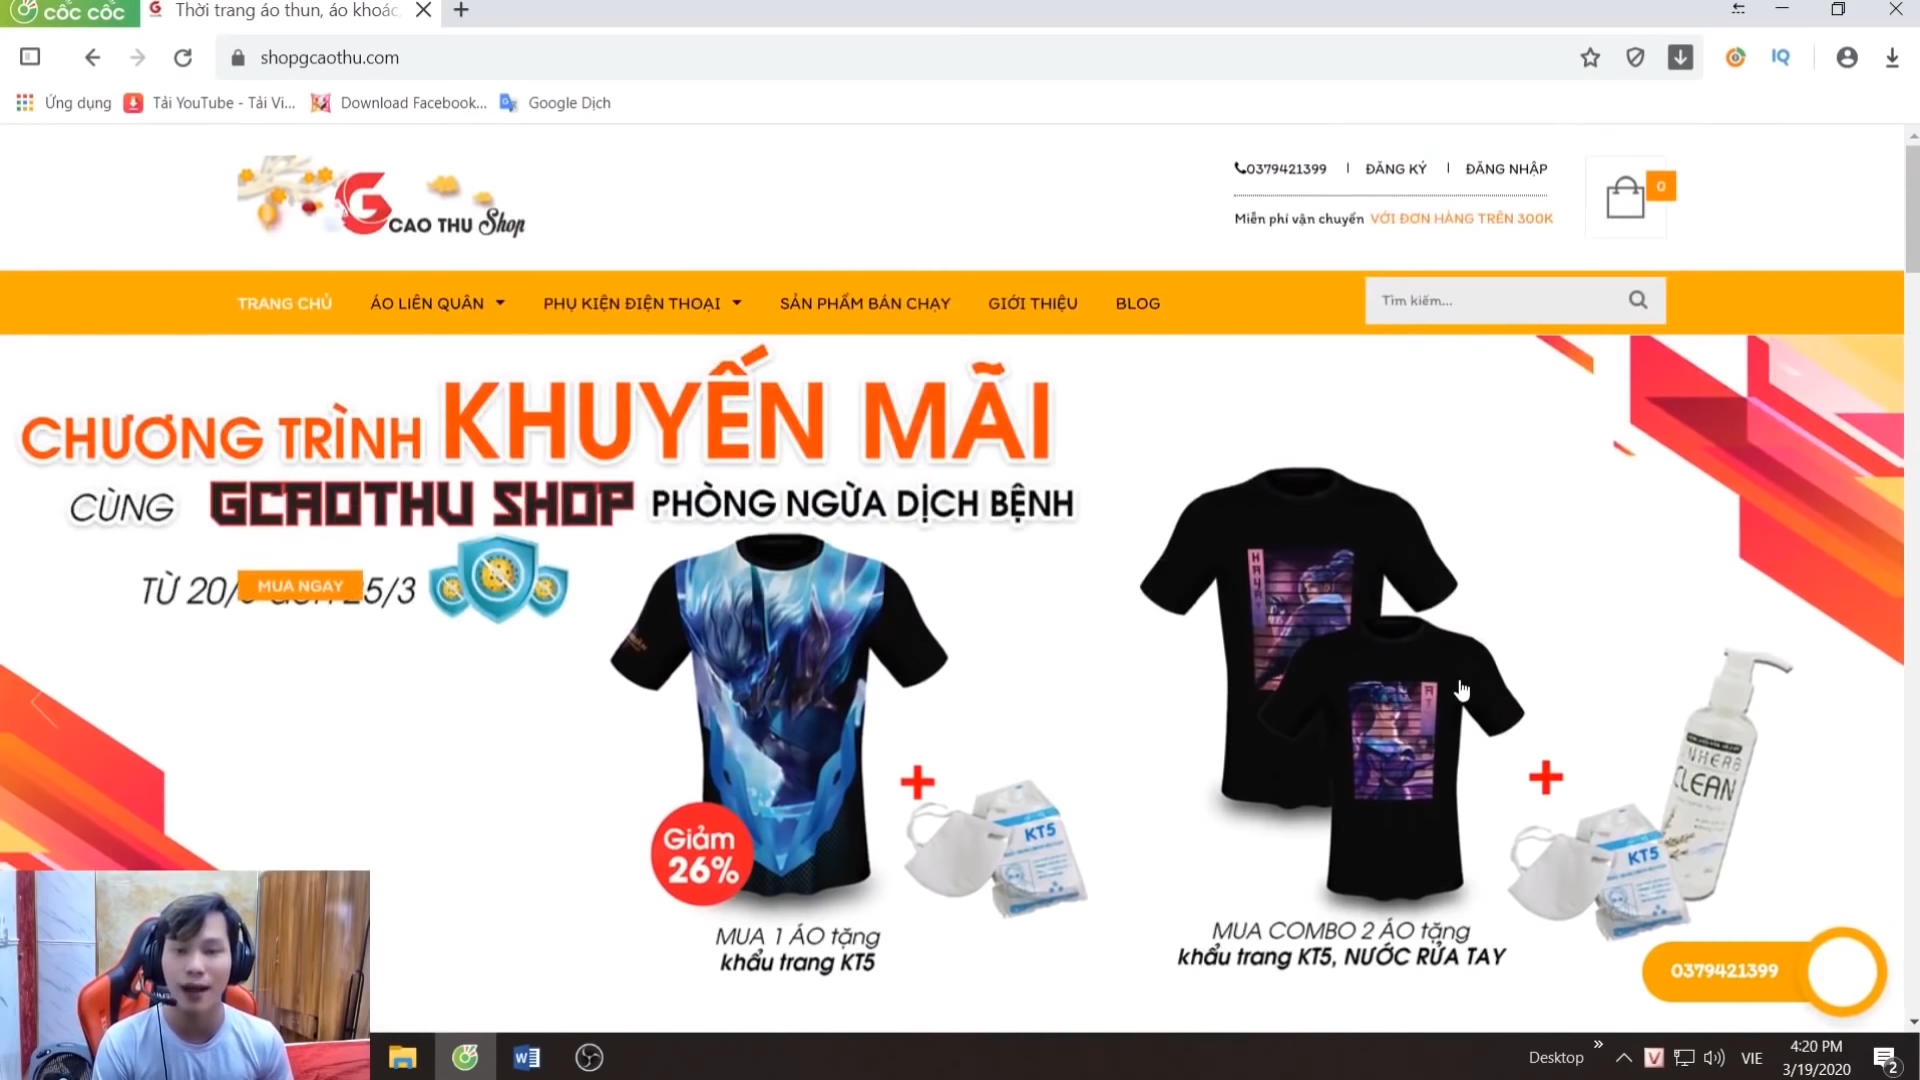 cốc cốc
Thời trang áo thun, áo khoác,
shopgcaothu.com
IQ
Ứng dụng
Tải YouTube - Tải Vi...
Download Facebook...
Google Dịch
G CAO THU Shop
0379421399 | ĐĂNG KÝ | ĐĂNG NHẬP
0
Miễn phí vận chuyển VỚI ĐƠN HÀNG TRÊN 300K
TRANG CHỦ
ÁO LIÊN QUÂN
PHỤ KIỆN ĐIỆN THOẠI
SẢN PHẨM BÁN CHẠY
GIỚI THIỆU
BLOG
Tìm kiếm...
CHƯƠNG TRÌNH KHUYẾN MÃI
CÙNG GCAOTHU SHOP PHÒNG NGỪA DỊCH BỆNH
TỪ 20/ 5/3
MUA NGAY
Giảm
26%
KT5
CLEAN
KT5
MUA 1 ÁO tặng
khẩu trang KT5
MUA COMBO 2 ÁO tặng
khẩu trang KT5, NƯỚC RỬA TAY
0379421399
Desktop
VIE
4:20 PM
3/19/2020
2